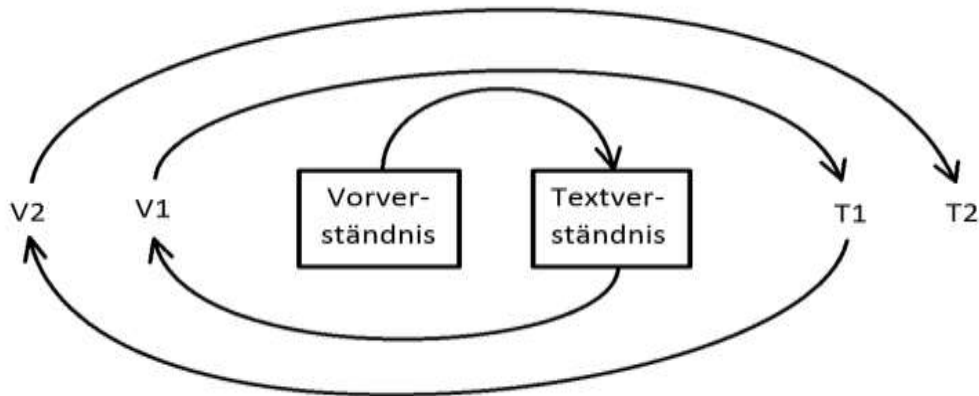 V2
V1
Vorver-
ständnis
Textver-
ständnis
T1
T2